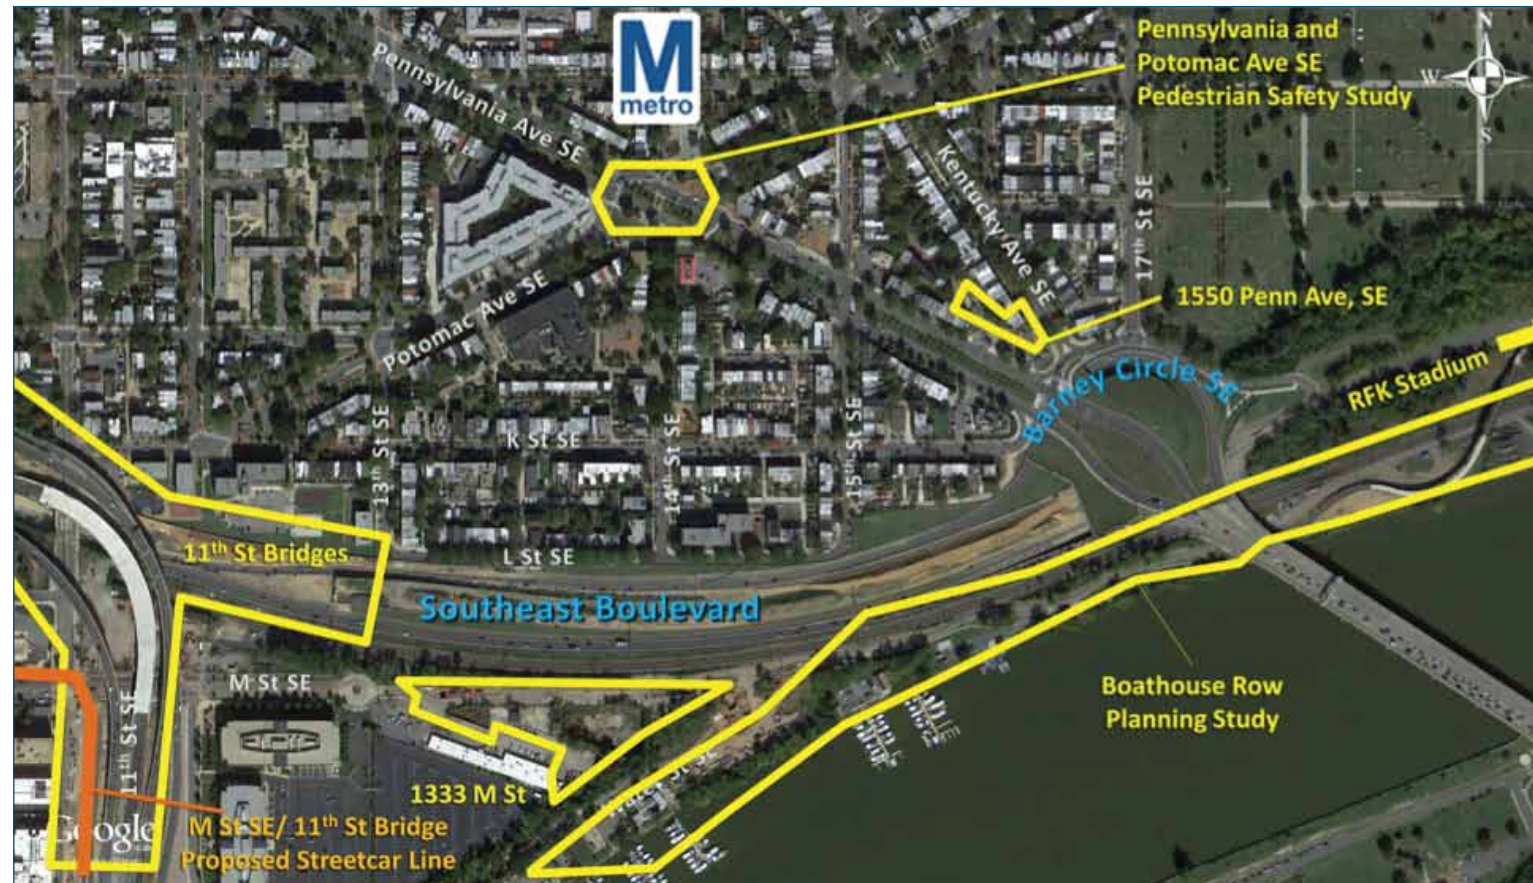 Pennsylvania and
Potomac Ave SE
Pedestrian Safety Study
N
W
S
M
metro
Pennsylvania Ave SE
Kentucky Ave SE
17th St SE
1550 Penn Ave, SE
Potomac Ave SE
Barney Circle SE
RFK Stadium
K St SE
13th St SE
14th St SE
15th St SE
11th St Bridges
L St SE
Southeast Boulevard
M St SE
Boathouse Row
Planning Study
11th St SE
1333 M St
Water St SE
Google
M St SE/ 11th St Bridge
Proposed Streetcar Line